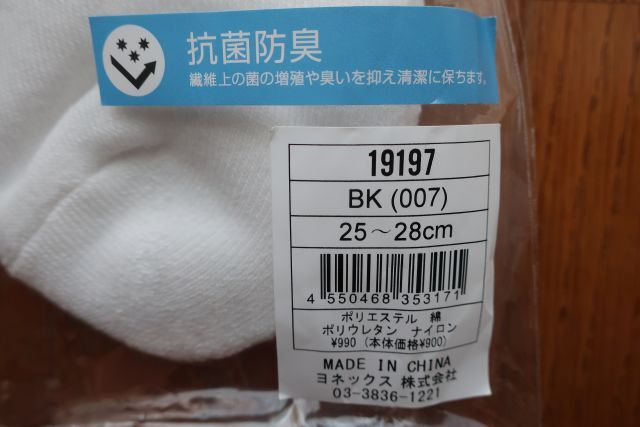 抗菌防臭
繊維上の菌の増殖や臭いを抑え清潔に保ちます。
19197
BK (007)
25～28cm
4 550468 353171
ポリエステル 綿
ポリウレタン ナイロン
¥990 (本体価格¥900)
MADE IN CHINA
ヨネックス 株式会社
03-3836-1221